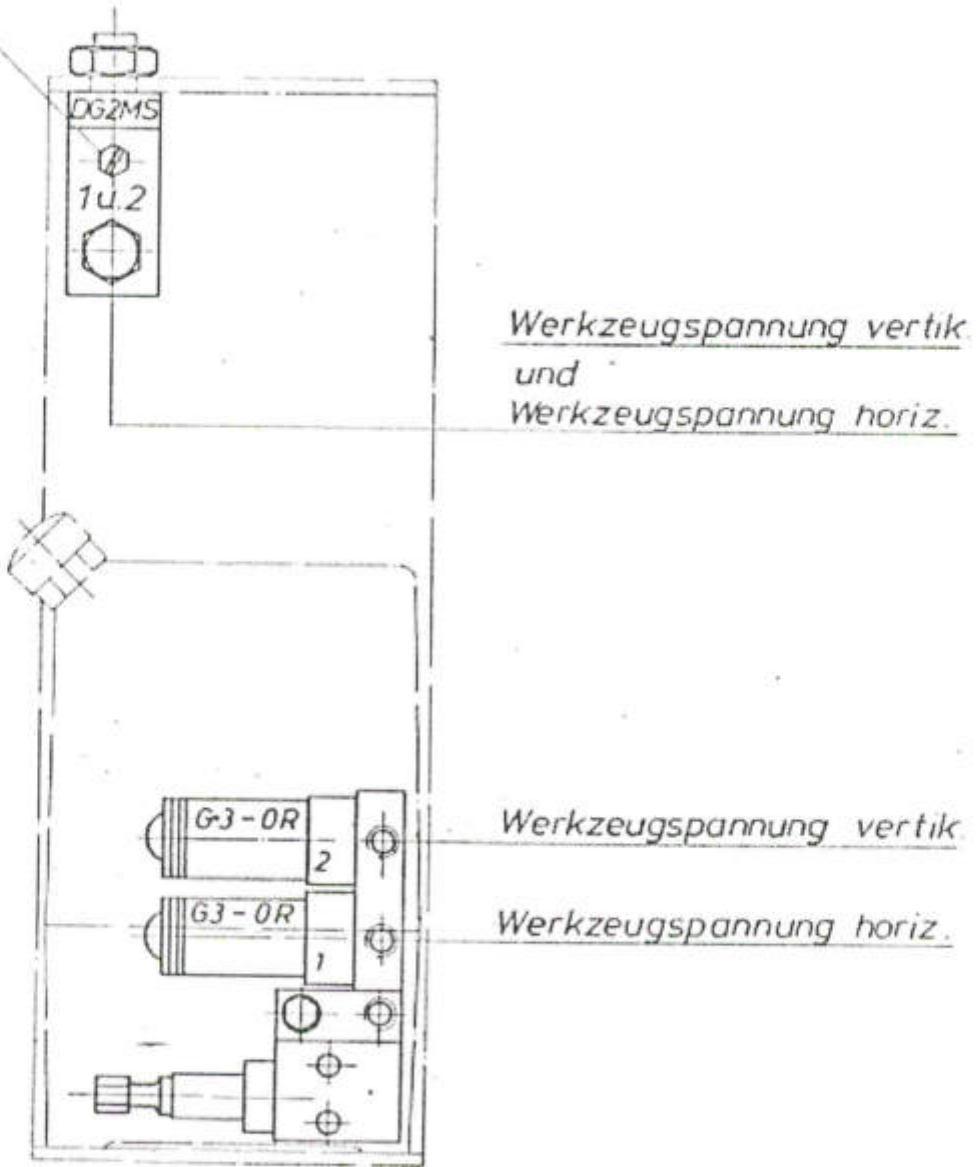 DG2MS
1u.2
Werkzeugspannung vertik.
und
Werkzeugspannung horiz.
G3-0R
2
Werkzeugspannung vertik.
G3-0R
1
Werkzeugspannung horiz.